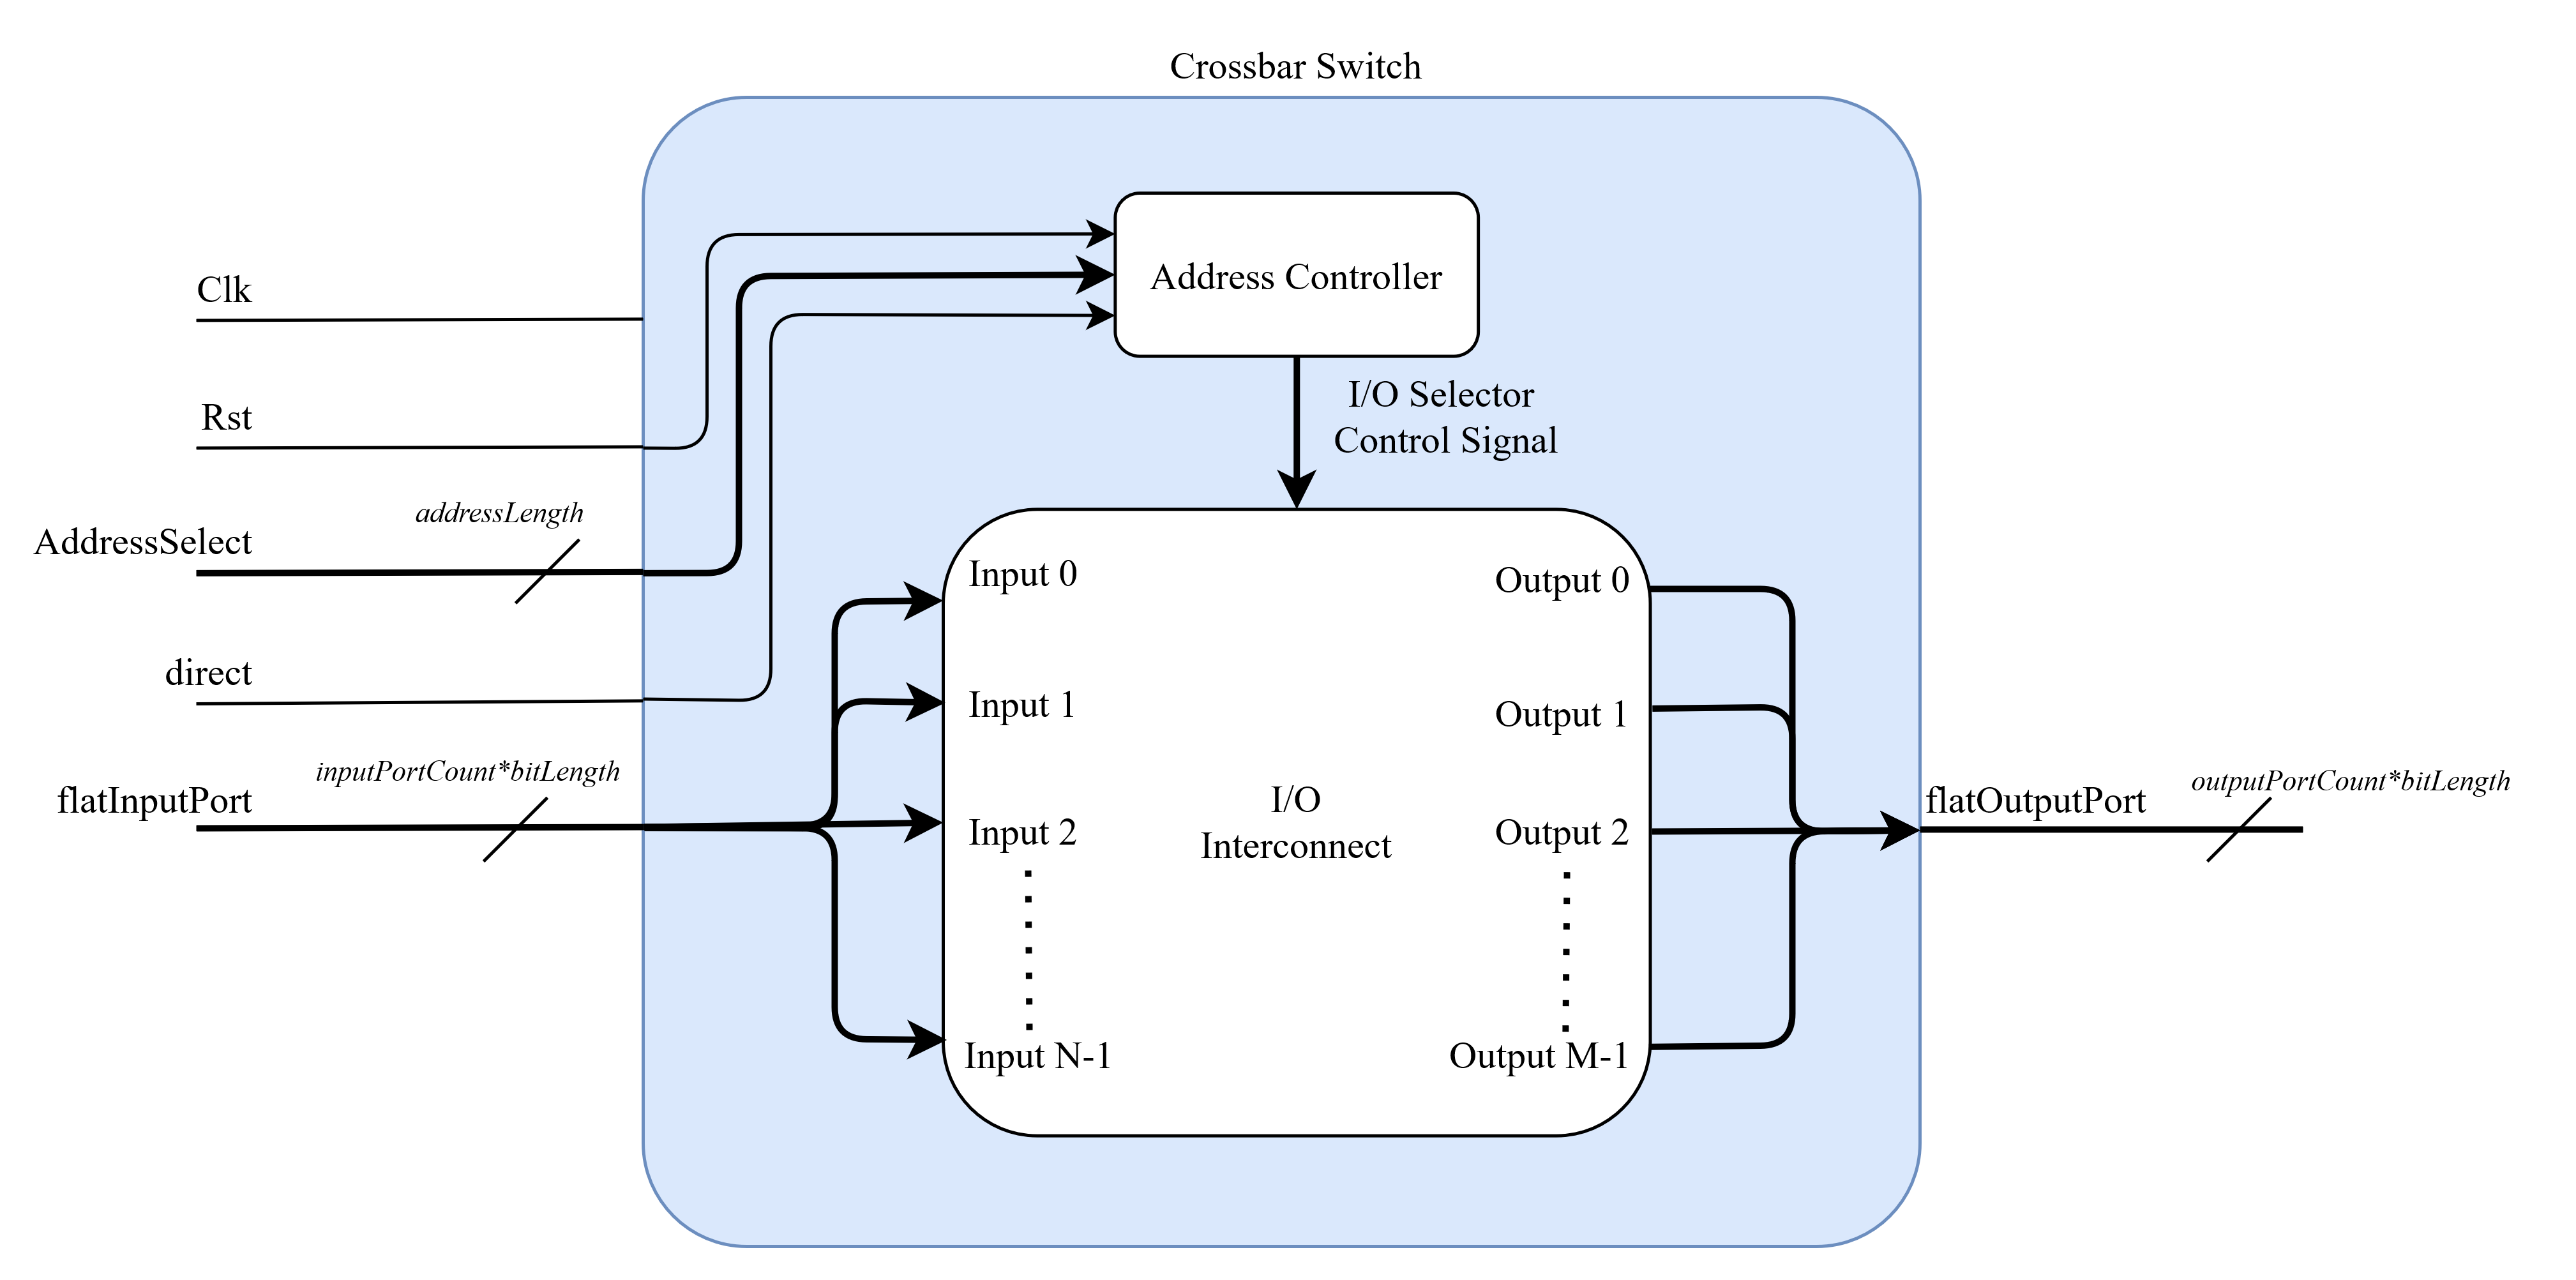 Crossbar Switch
Clk
Rst
addressLength
AddressSelect
direct
inputPortCount*bitLength
flatInputPort
Address Controller
I/O Selector
Control Signal
Input 0
Input 1
Input 2
Input N-1
I/O
Interconnect
Output 0
Output 1
Output 2
Output M-1
flatOutputPort
outputPortCount*bitLength